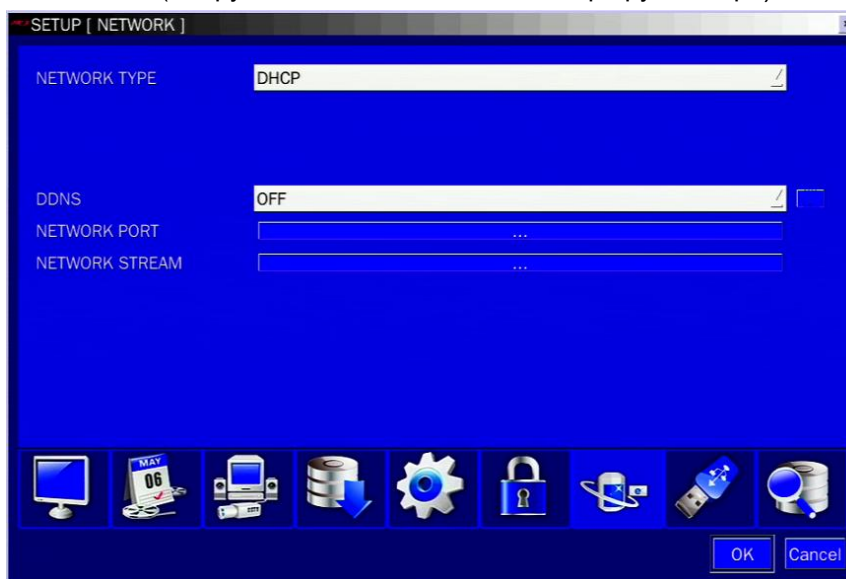 SETUP [ NETWORK ]
NETWORK TYPE DHCP
DDNS OFF
NETWORK PORT ...
NETWORK STREAM ...
MAY
06
OK Cancel